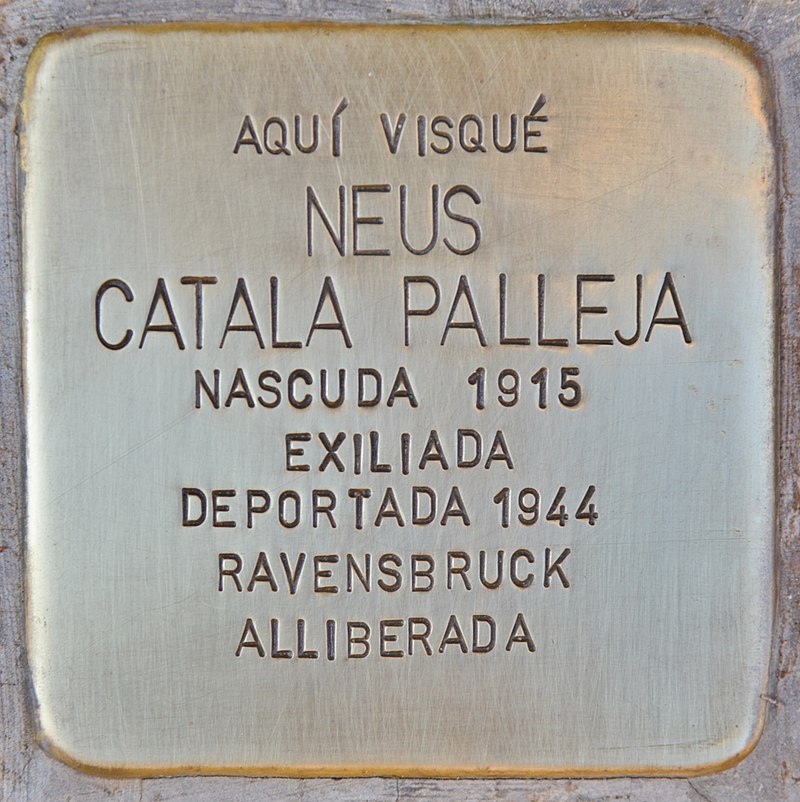 AQUÍ VISQUÉ
NEUS
CATALA PALLEJA
NASCUDA 1915
EXILIADA
DEPORTADA 1944
RAVENSBRUCK
ALLIBERADA